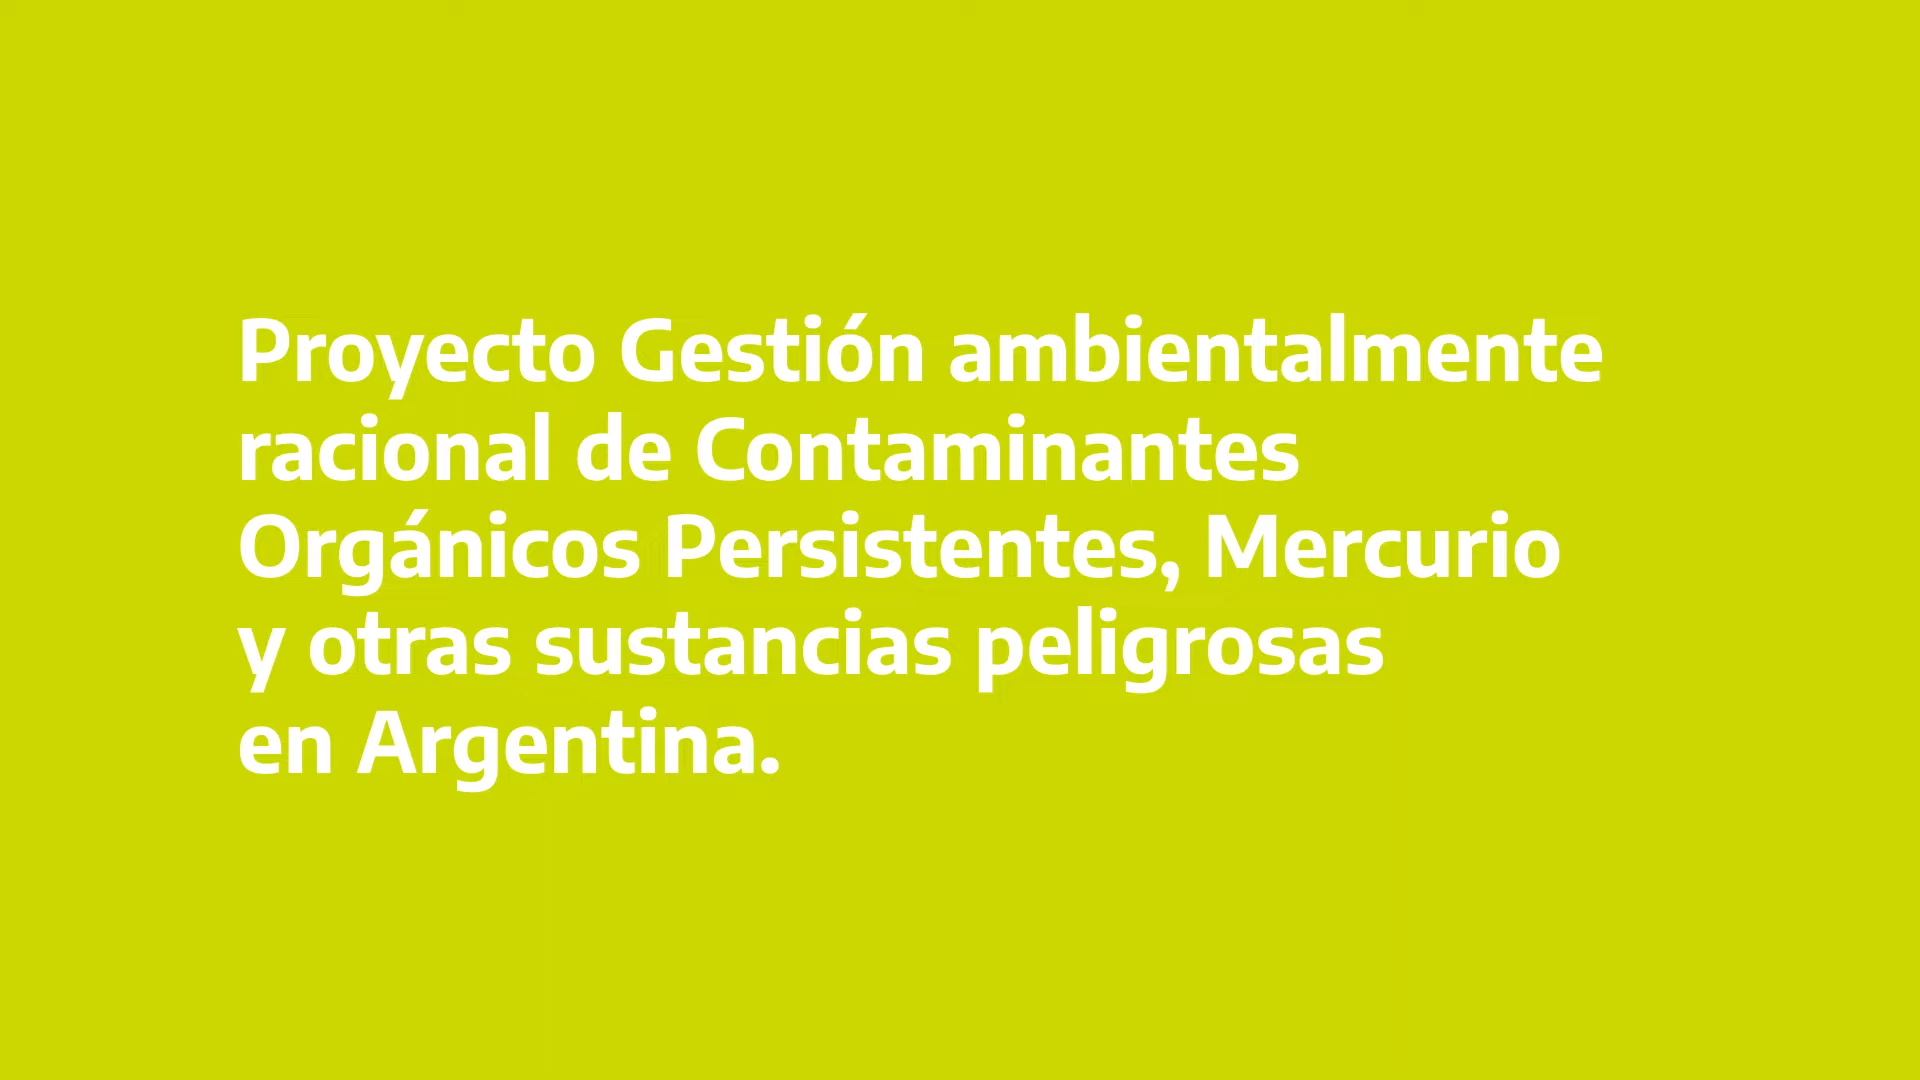 Proyecto Gestión ambientalmente
racional de Contaminantes
Orgánicos Persistentes, Mercurio
y otras sustancias peligrosas
en Argentina.